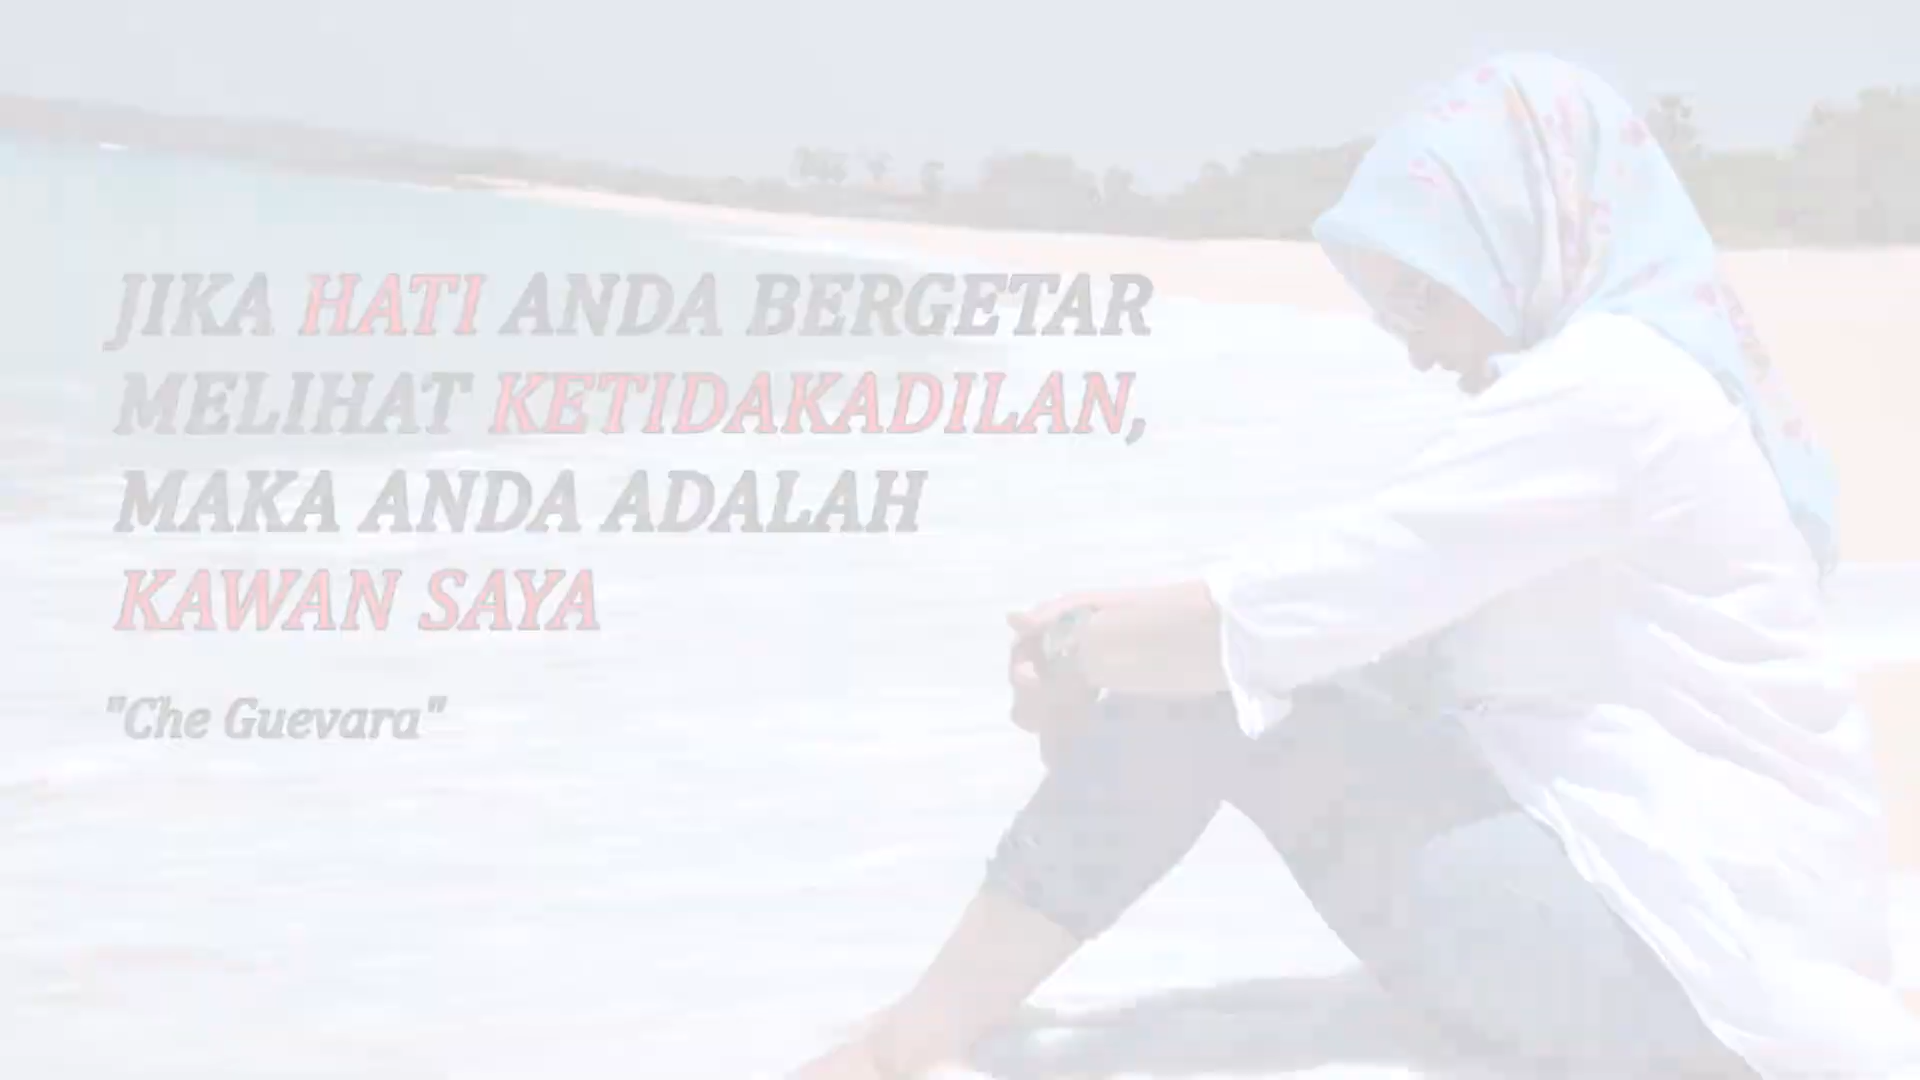 JIKA HATI ANDA BERGETAR
MELIHAT KETIDAKADILAN,
MAKA ANDA ADALAH
KAWAN SAYA
"Che Guevara"